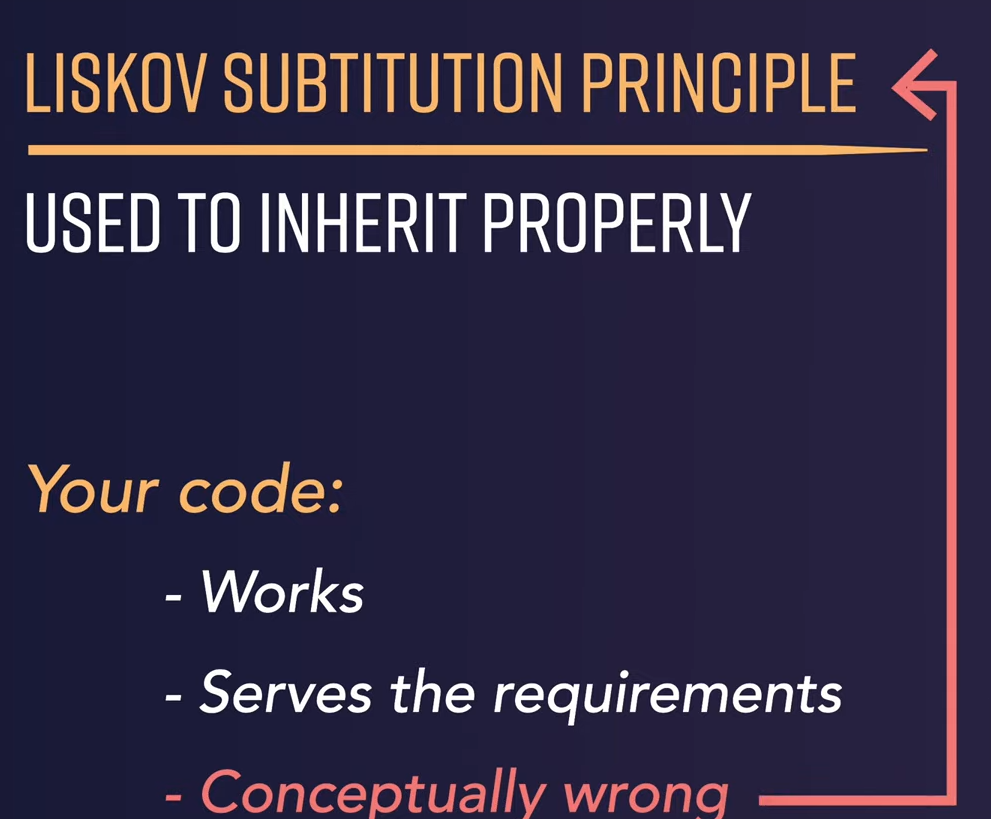 LISKOV SUBTITUTION PRINCIPLE
USED TO INHERIT PROPERLY
Your code:
- Works
- Serves the requirements
- Conceptually wrong